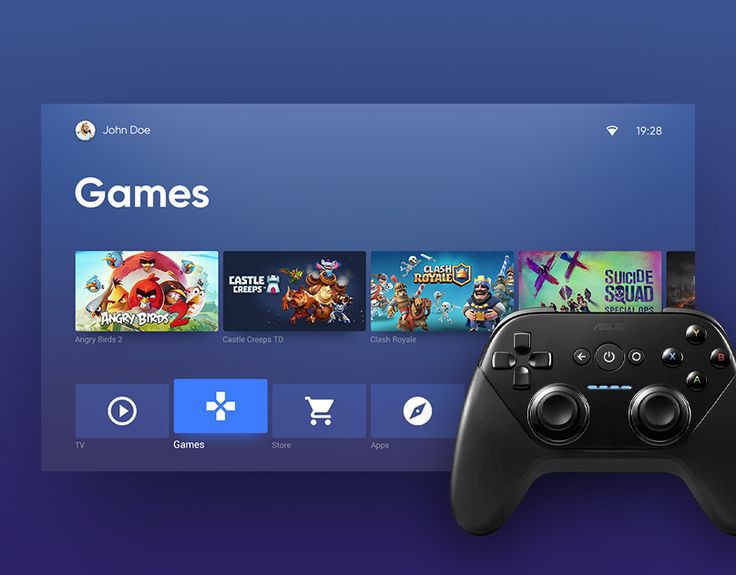 John Doe
19:28
Games
ANGRY BIRDS 2
CASTLE
CREEPS TD
CLASH
ROYALE
SUICIDE
SQUAD
SPECIAL OPS
Angry Birds 2
Castle Creeps TD
Clash Royale
ASUS
Y
X
B
A
TV
Games
Store
Apps